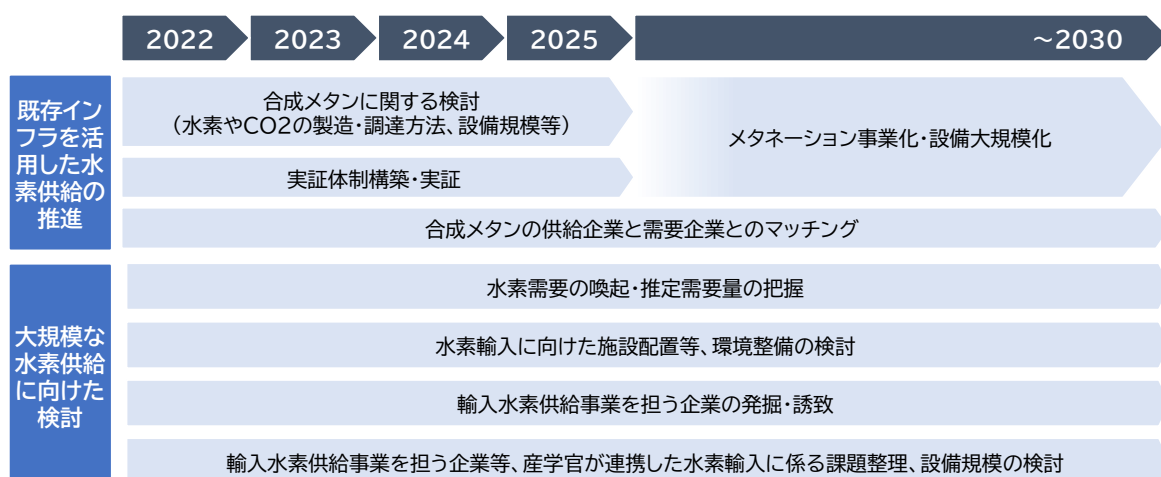 2022 2023 2024 2025 ～2030
既存イン
フラを活
用した水
素供給の
推進
合成メタンに関する検討
（水素やCO2の製造・調達方法、設備規模等）
実証体制構築・実証
メタネーション事業化・設備大規模化
合成メタンの供給企業と需要企業とのマッチング
大規模な
水素供給
に向けた
検討
水素需要の喚起・推定需要量の把握
水素輸入に向けた施設配置等、環境整備の検討
輸入水素供給事業を担う企業の発掘・誘致
輸入水素供給事業を担う企業等、産学官が連携した水素輸入に係る課題整理、設備規模の検討